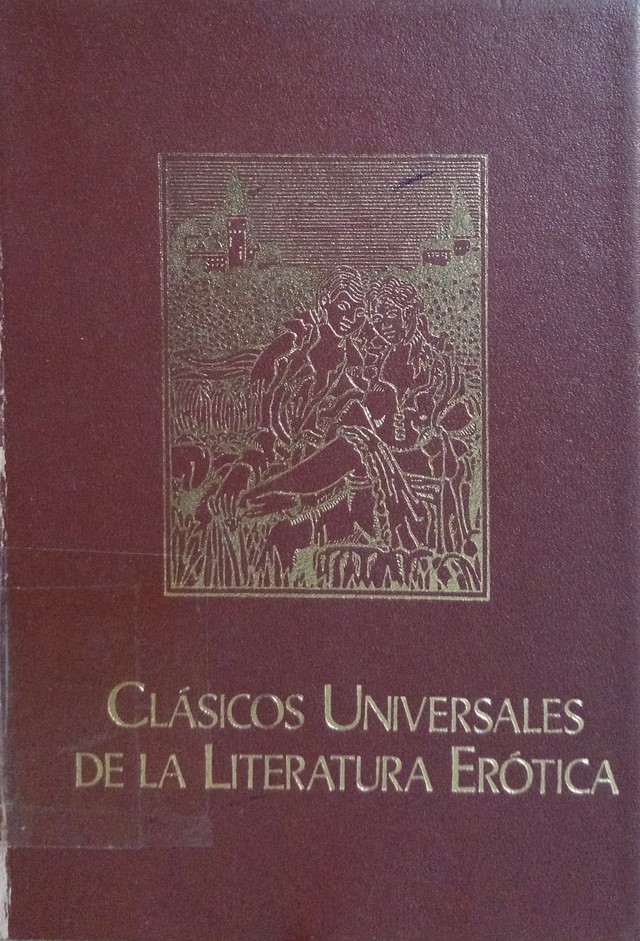 CLÁSICOS UNIVERSALES
DE LA LITERATURA ERÓTICA